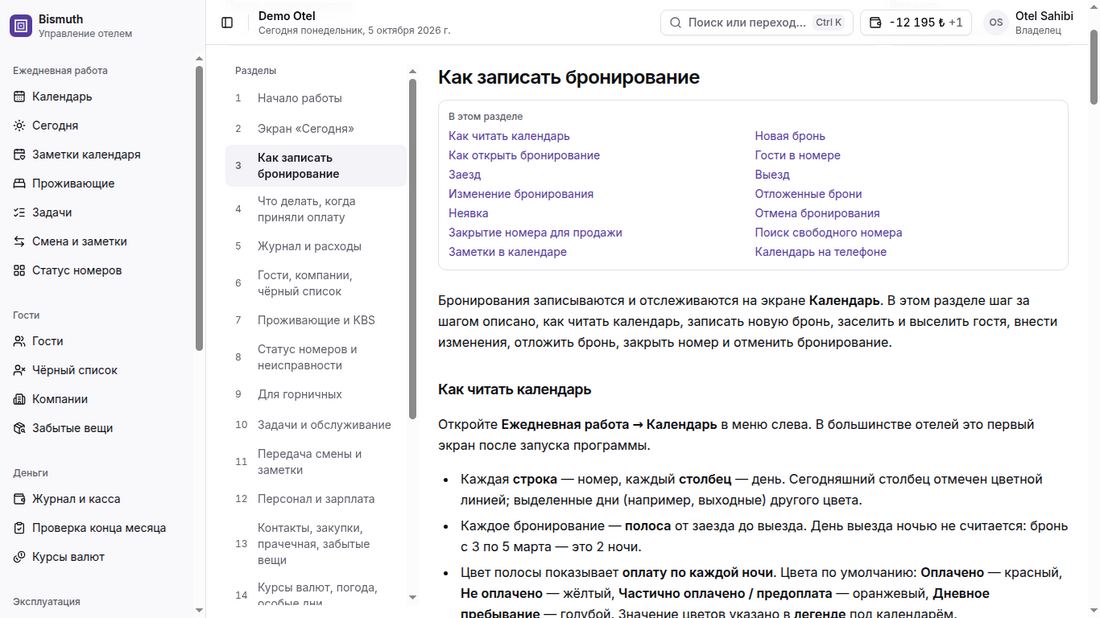 Bismuth
Управление отелем
Demo Otel
Сегодня понедельник, 5 октября 2026 г.
Поиск или переход... Ctrl K
-12 195 ₺ +1
OS
Otel Sahibi
Владелец
Ежедневная работа
Календарь
Сегодня
Заметки календаря
Проживающие
Задачи
Смена и заметки
Статус номеров
Гости
Гости
Чёрный список
Компании
Забытые вещи
Деньги
Журнал и касса
Проверка конца месяца
Курсы валют
Эксплуатация
Разделы
1 Начало работы
2 Экран «Сегодня»
3 Как записать
бронирование
4 Что делать, когда
приняли оплату
5 Журнал и расходы
6 Гости, компании,
чёрный список
7 Проживающие и KBS
8 Статус номеров и
неисправности
9 Для горничных
10 Задачи и обслуживание
11 Передача смены и
заметки
12 Персонал и зарплата
13 Контакты, закупки,
прачечная, забытые
вещи
14 Курсы валют, погода,
особые дни
Как записать бронирование
В этом разделе
Как читать календарь
Новая бронь
Как открыть бронирование
Гости в номере
Заезд
Выезд
Изменение бронирования
Отложенные брони
Неявка
Отмена бронирования
Закрытие номера для продажи
Поиск свободного номера
Заметки в календаре
Календарь на телефоне
Бронирования записываются и отслеживаются на экране Календарь. В этом разделе шаг за
шагом описано, как читать календарь, записать новую бронь, заселить и выселить гостя, внести
изменения, отложить бронь, закрыть номер и отменить бронирование.
Как читать календарь
Откройте Ежедневная работа → Календарь в меню слева. В большинстве отелей это первый
экран после запуска программы.
• Каждая строка — номер, каждый столбец — день. Сегодняшний столбец отмечен цветной
линией; выделенные дни (например, выходные) другого цвета.
• Каждое бронирование — полоса от заезда до выезда. День выезда ночью не считается: бронь
с 3 по 5 марта — это 2 ночи.
• Цвет полосы показывает оплату по каждой ночи. Цвета по умолчанию: Оплачено — красный,
Не оплачено — жёлтый, Частично оплачено / предоплата — оранжевый, Дневное
пребывание — голубой. Значение цветов указано в легенде под календарём.